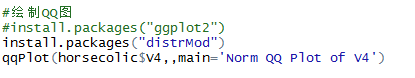 #绘制QQ图
#install.packages("ggplot2")
install.packages("distrMod")
qqPlot(horsecolic$V4,,main='Norm QQ Plot of V4')